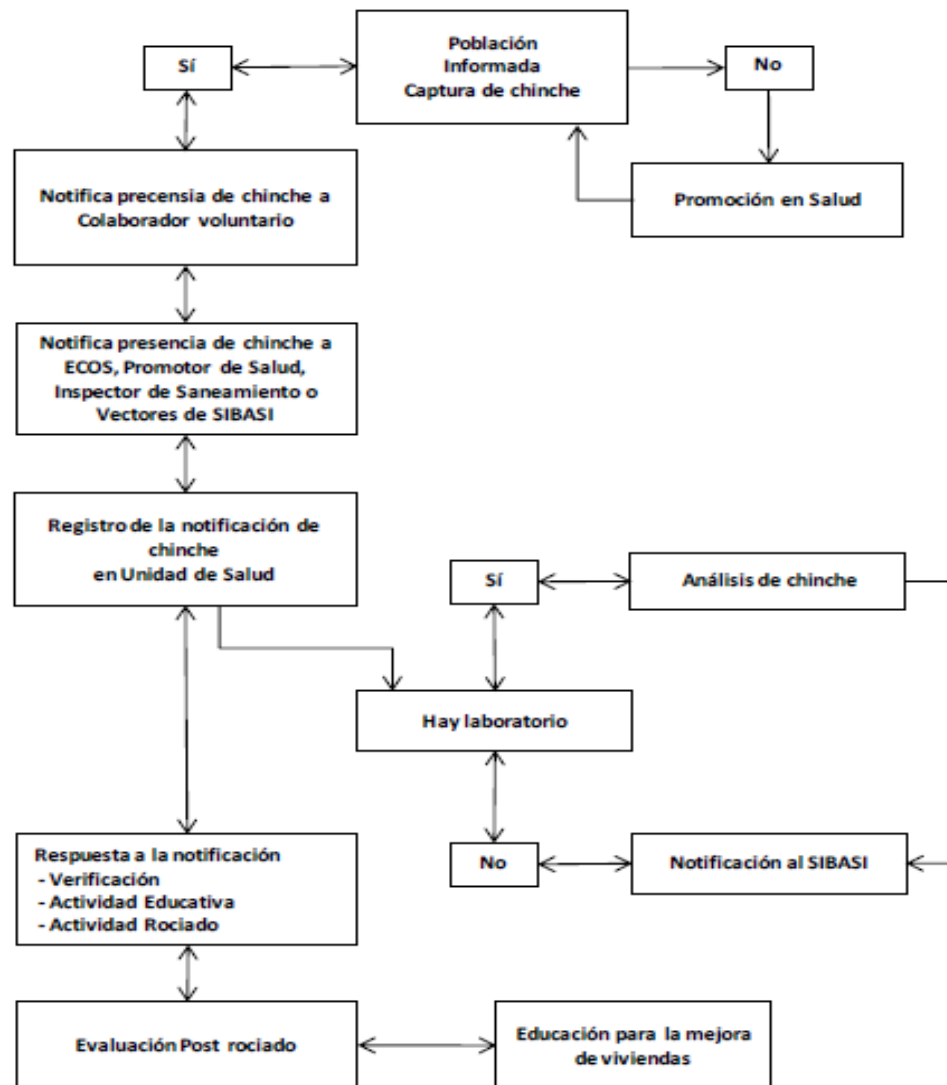 Población
Informada
Captura de chinche
Sí
No
Notifica precensia de chinche a
Colaborador voluntario
Promoción en Salud
Notifica presencia de chinche a
ECOS, Promotor de Salud,
Inspector de Saneamiento o
Vectores de SIBASI
Registro de la notificación de
chinche
en Unidad de Salud
Sí
Análisis de chinche
Hay laboratorio
Respuesta a la notificación
- Verificación
- Actividad Educativa
- Actividad Rociado
No
Notificación al SIBASI
Evaluación Post rociado
Educación para la mejora
de viviendas